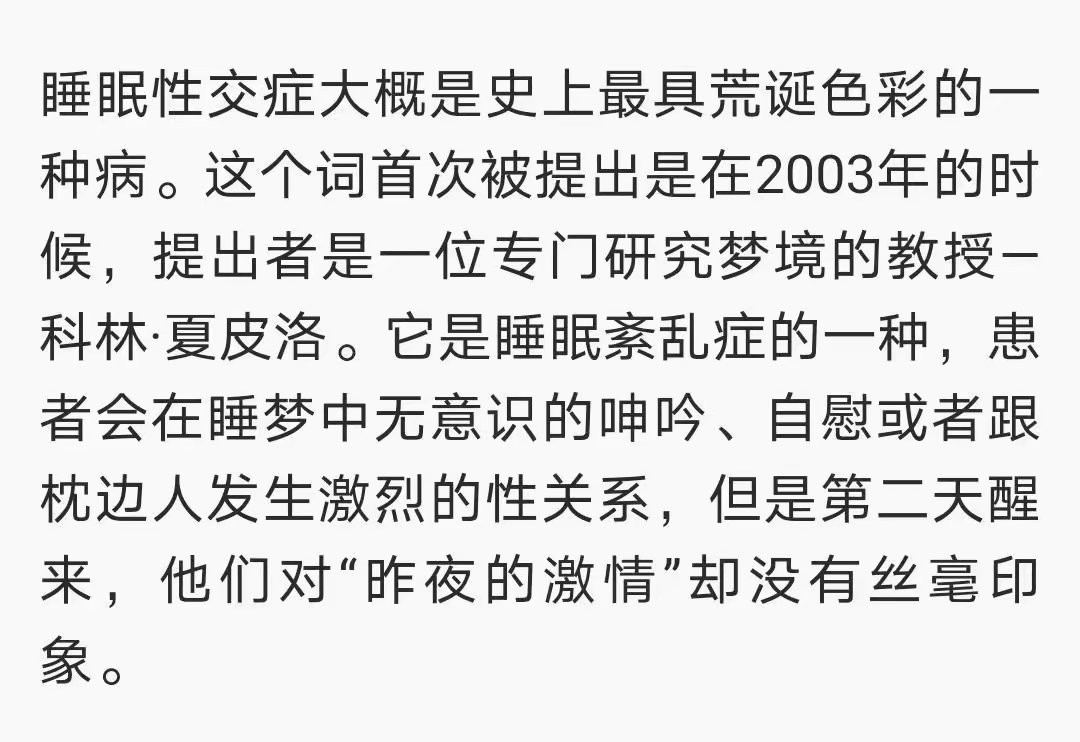 睡眠性交症大概是史上最具荒诞色彩的一
种病。这个词首次被提出是在2003年的时
候，提出者是一位专门研究梦境的教授—
科林·夏皮洛。它是睡眠紊乱症的一种，患
者会在睡梦中无意识的呻吟、自慰或者跟
枕边人发生激烈的性关系，但是第二天醒
来，他们对“昨夜的激情”却没有丝毫印
象。